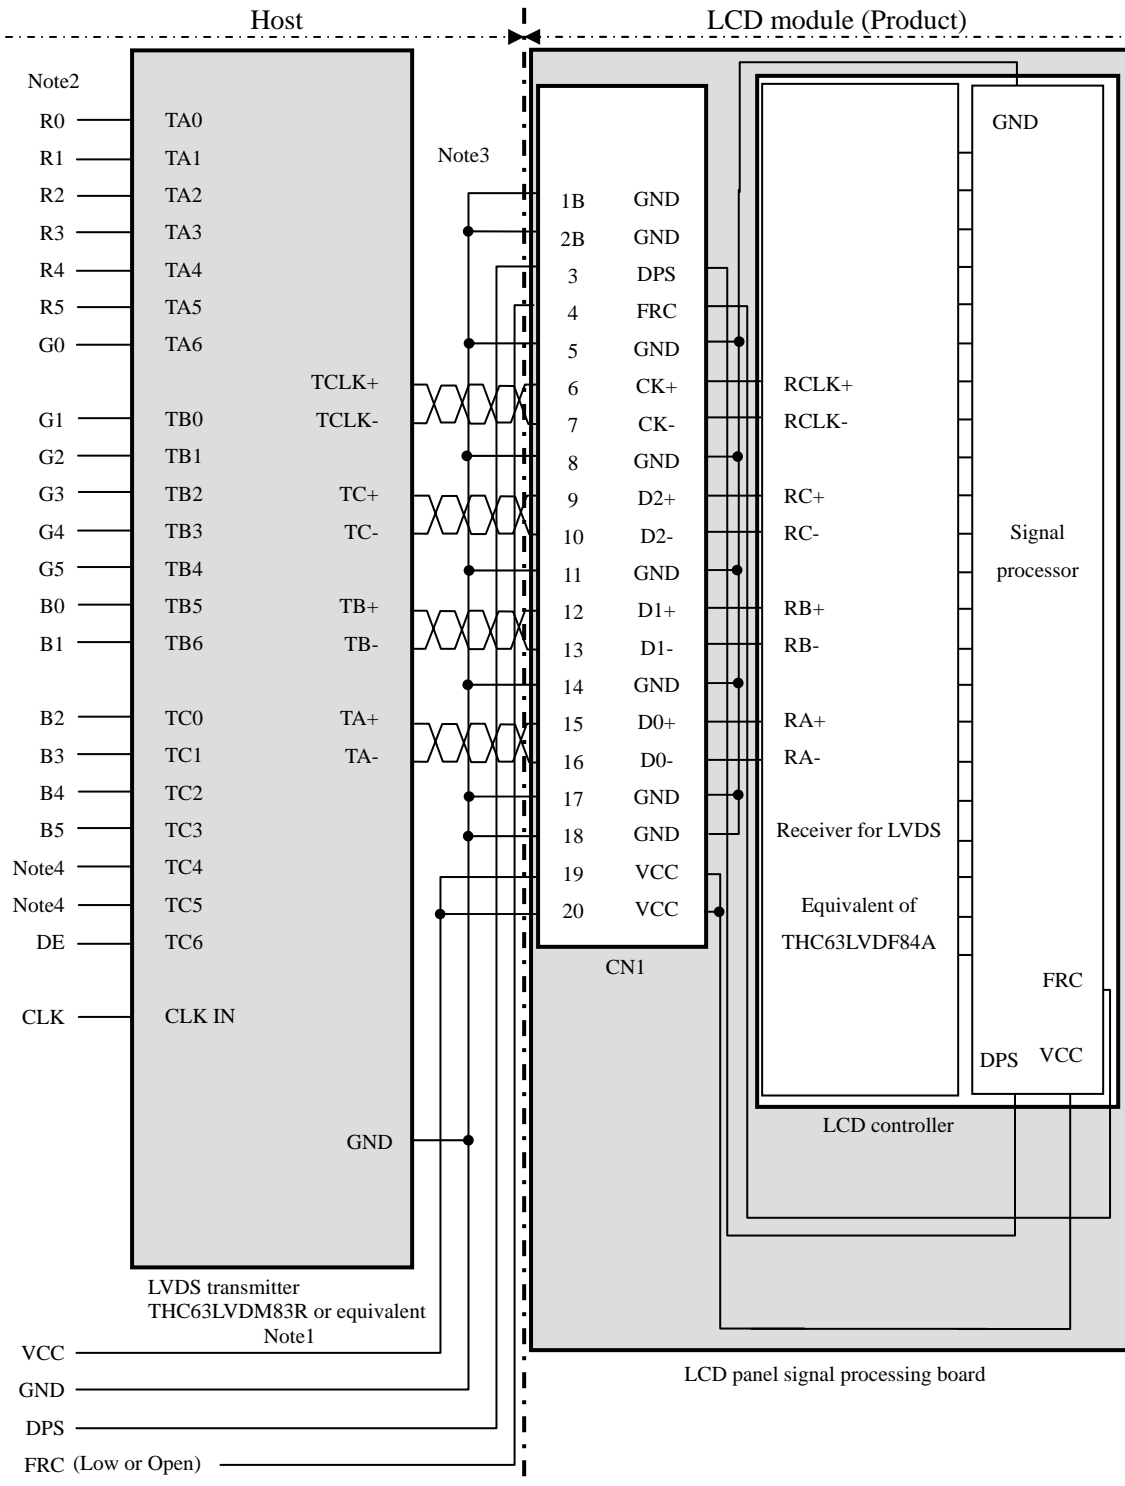 Host
LCD module (Product)
Note2
R0 TA0
R1 TA1
R2 TA2
R3 TA3
R4 TA4
R5 TA5
G0 TA6
TCLK+
G1 TB0 TCLK-
G2 TB1
G3 TB2 TC+
G4 TB3 TC-
G5 TB4
B0 TB5 TB+
B1 TB6 TB-
B2 TC0 TA+
B3 TC1 TA-
B4 TC2
B5 TC3
Note4 TC4
Note4 TC5
DE TC6
CLK CLK IN
GND
LVDS transmitter
THC63LVDM83R or equivalent
Note1
VCC
GND
DPS
FRC (Low or Open)
Note3
1B GND
2B GND
3 DPS
4 FRC
5 GND
6 CK+
7 CK-
8 GND
9 D2+
10 D2-
11 GND
12 D1+
13 D1-
14 GND
15 D0+
16 D0-
17 GND
18 GND
19 VCC
20 VCC
CN1
RCLK+
RCLK-
RC+
RC-
RB+
RB-
RA+
RA-
Receiver for LVDS
Equivalent of
THC63LVDF84A
GND
Signal
processor
FRC
DPS VCC
LCD controller
LCD panel signal processing board